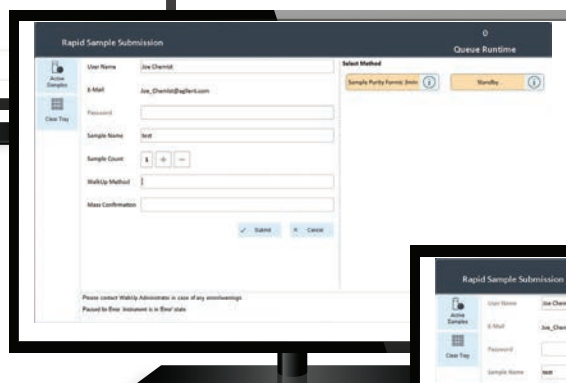 Rapid Sample Submission
0
Queue Runtime
Active
Samples
Clear Tray
User Name
Joe Chemist
E-Mail
Joe_Chemist@agilent.com
Password
Sample Name
test
Sample Count
1 + −
WalkUp Method
Mass Confirmation
✓ Submit × Cancel
Select Method
Sample Purity Formic 3min
i
Standby
i
Please contact WalkUp Administrator in case of any errors/warnings
Paused by Error Instrument is in 'Error' state
Rapid Sample Submission
Active
Samples
Clear Tray
User Name
Joe Chem
E-Mail
Joe_Che
Password
Sample Name
test